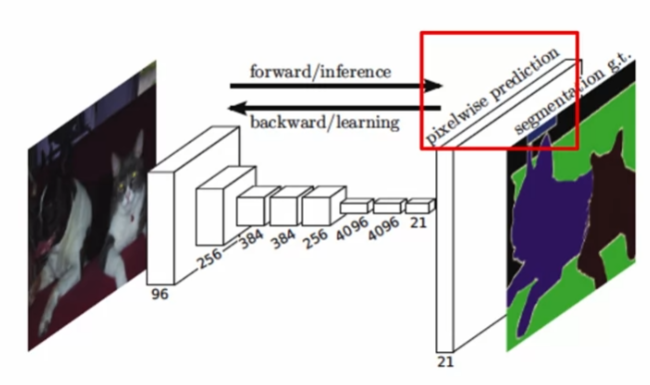 forward/inference
backward/learning
pixelwise prediction
segmentation g.t.
96
256
384
384
256
4096
4096
21
21